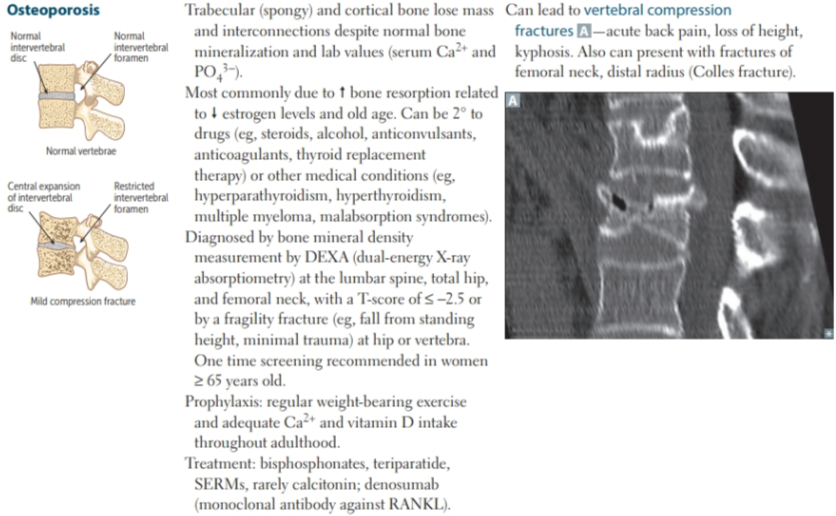 Osteoporosis
Normal
intervertebral
disc
Normal
intervertebral
foramen
Normal vertebrae
Central expansion
of intervertebral
disc
Restricted
intervertebral
foramen
Mild compression fracture
Trabecular (spongy) and cortical bone lose mass
and interconnections despite normal bone
mineralization and lab values (serum Ca²⁺ and
PO₄³⁻).
Most commonly due to ↑ bone resorption related
to ↓ estrogen levels and old age. Can be 2° to
drugs (eg, steroids, alcohol, anticonvulsants,
anticoagulants, thyroid replacement
therapy) or other medical conditions (eg,
hyperparathyroidism, hyperthyroidism,
multiple myeloma, malabsorption syndromes).
Diagnosed by bone mineral density
measurement by DEXA (dual-energy X-ray
absorptiometry) at the lumbar spine, total hip,
and femoral neck, with a T-score of ≤ −2.5 or
by a fragility fracture (eg, fall from standing
height, minimal trauma) at hip or vertebra.
One time screening recommended in women
≥ 65 years old.
Prophylaxis: regular weight-bearing exercise
and adequate Ca²⁺ and vitamin D intake
throughout adulthood.
Treatment: bisphosphonates, teriparatide,
SERMs, rarely calcitonin; denosumab
(monoclonal antibody against RANKL).
Can lead to vertebral compression
fractures A—acute back pain, loss of height,
kyphosis. Also can present with fractures of
femoral neck, distal radius (Colles fracture).
A